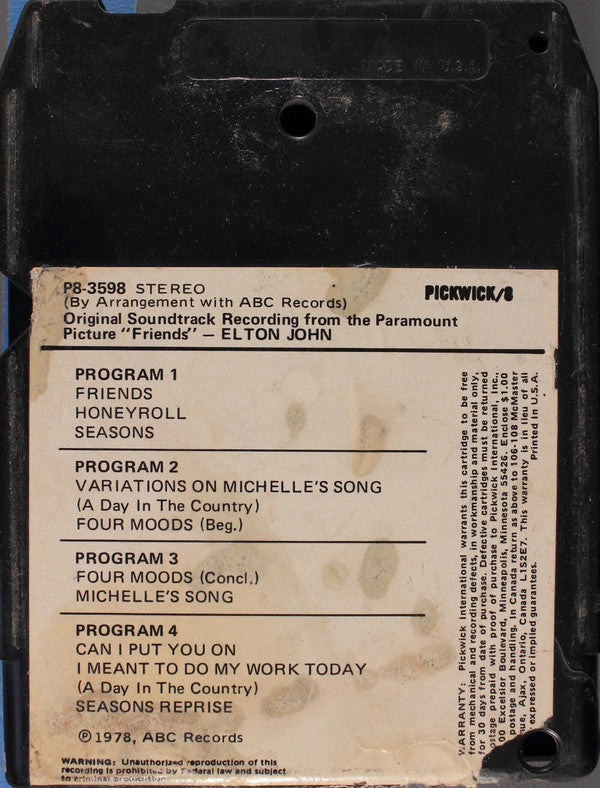 MADE IN U.S.A.
P8-3598 STEREO
PICKWICK/8
(By Arrangement with ABC Records)
Original Soundtrack Recording from the Paramount
Picture "Friends" — ELTON JOHN
PROGRAM 1
FRIENDS
HONEYROLL
SEASONS
PROGRAM 2
VARIATIONS ON MICHELLE'S SONG
(A Day In The Country)
FOUR MOODS (Beg.)
PROGRAM 3
FOUR MOODS (Concl.)
MICHELLE'S SONG
PROGRAM 4
CAN I PUT YOU ON
I MEANT TO DO MY WORK TODAY
(A Day In The Country)
SEASONS REPRISE
℗1978, ABC Records
WARNING: Unauthorized reproduction of this
recording is prohibited by Federal law and subject
to criminal prosecution
WARRANTY: Pickwick International warrants this cartridge to be free
from mechanical and recording defects, in workmanship and material only,
for 30 days from date of purchase. Defective cartridges must be returned
postage prepaid with proof of purchase to Pickwick International, Inc.,
00 Excelsior Boulevard, Minneapolis, Minnesota 55426. Enclose $1.00
postage and handling. In Canada return as above to 106-108 McMaster
nue, Ajax, Ontario, Canada L1S2E7. This warranty is in lieu of all
expressed or implied guarantees. Printed in U.S.A.